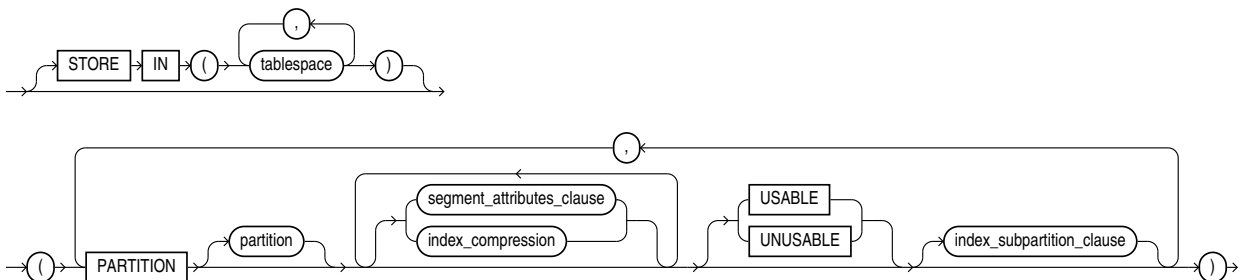 ,
STORE IN ( tablespace )
,
segment_attributes_clause USABLE
partition index_compression UNUSABLE index_subpartition_clause
( PARTITION )